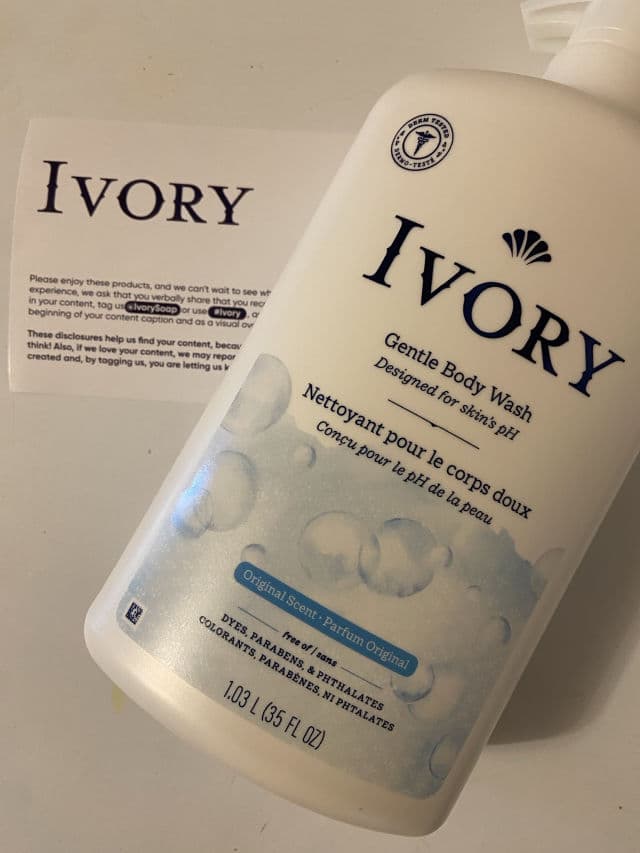 IVORY
Please enjoy these products, and we can't wait to see
experience, we ask that you verbally share that you
in your content, tag us @IvorySoap or use #Ivory,
beginning of your content caption and as a visual
These disclosures help us find your content,
think! Also, if we love your content, we may
created and, by tagging us, you are letting us
DERM TESTED
DERMO-TESTÉ
IVORY
Gentle Body Wash
Designed for skin's pH
Nettoyant pour le corps doux
Conçu pour le pH de la peau
Original Scent • Parfum Original
free of / sans
DYES, PARABENS, & PHTHALATES
COLORANTS, PARABÈNES, NI PHTALATES
1.03 L (35 FL OZ)